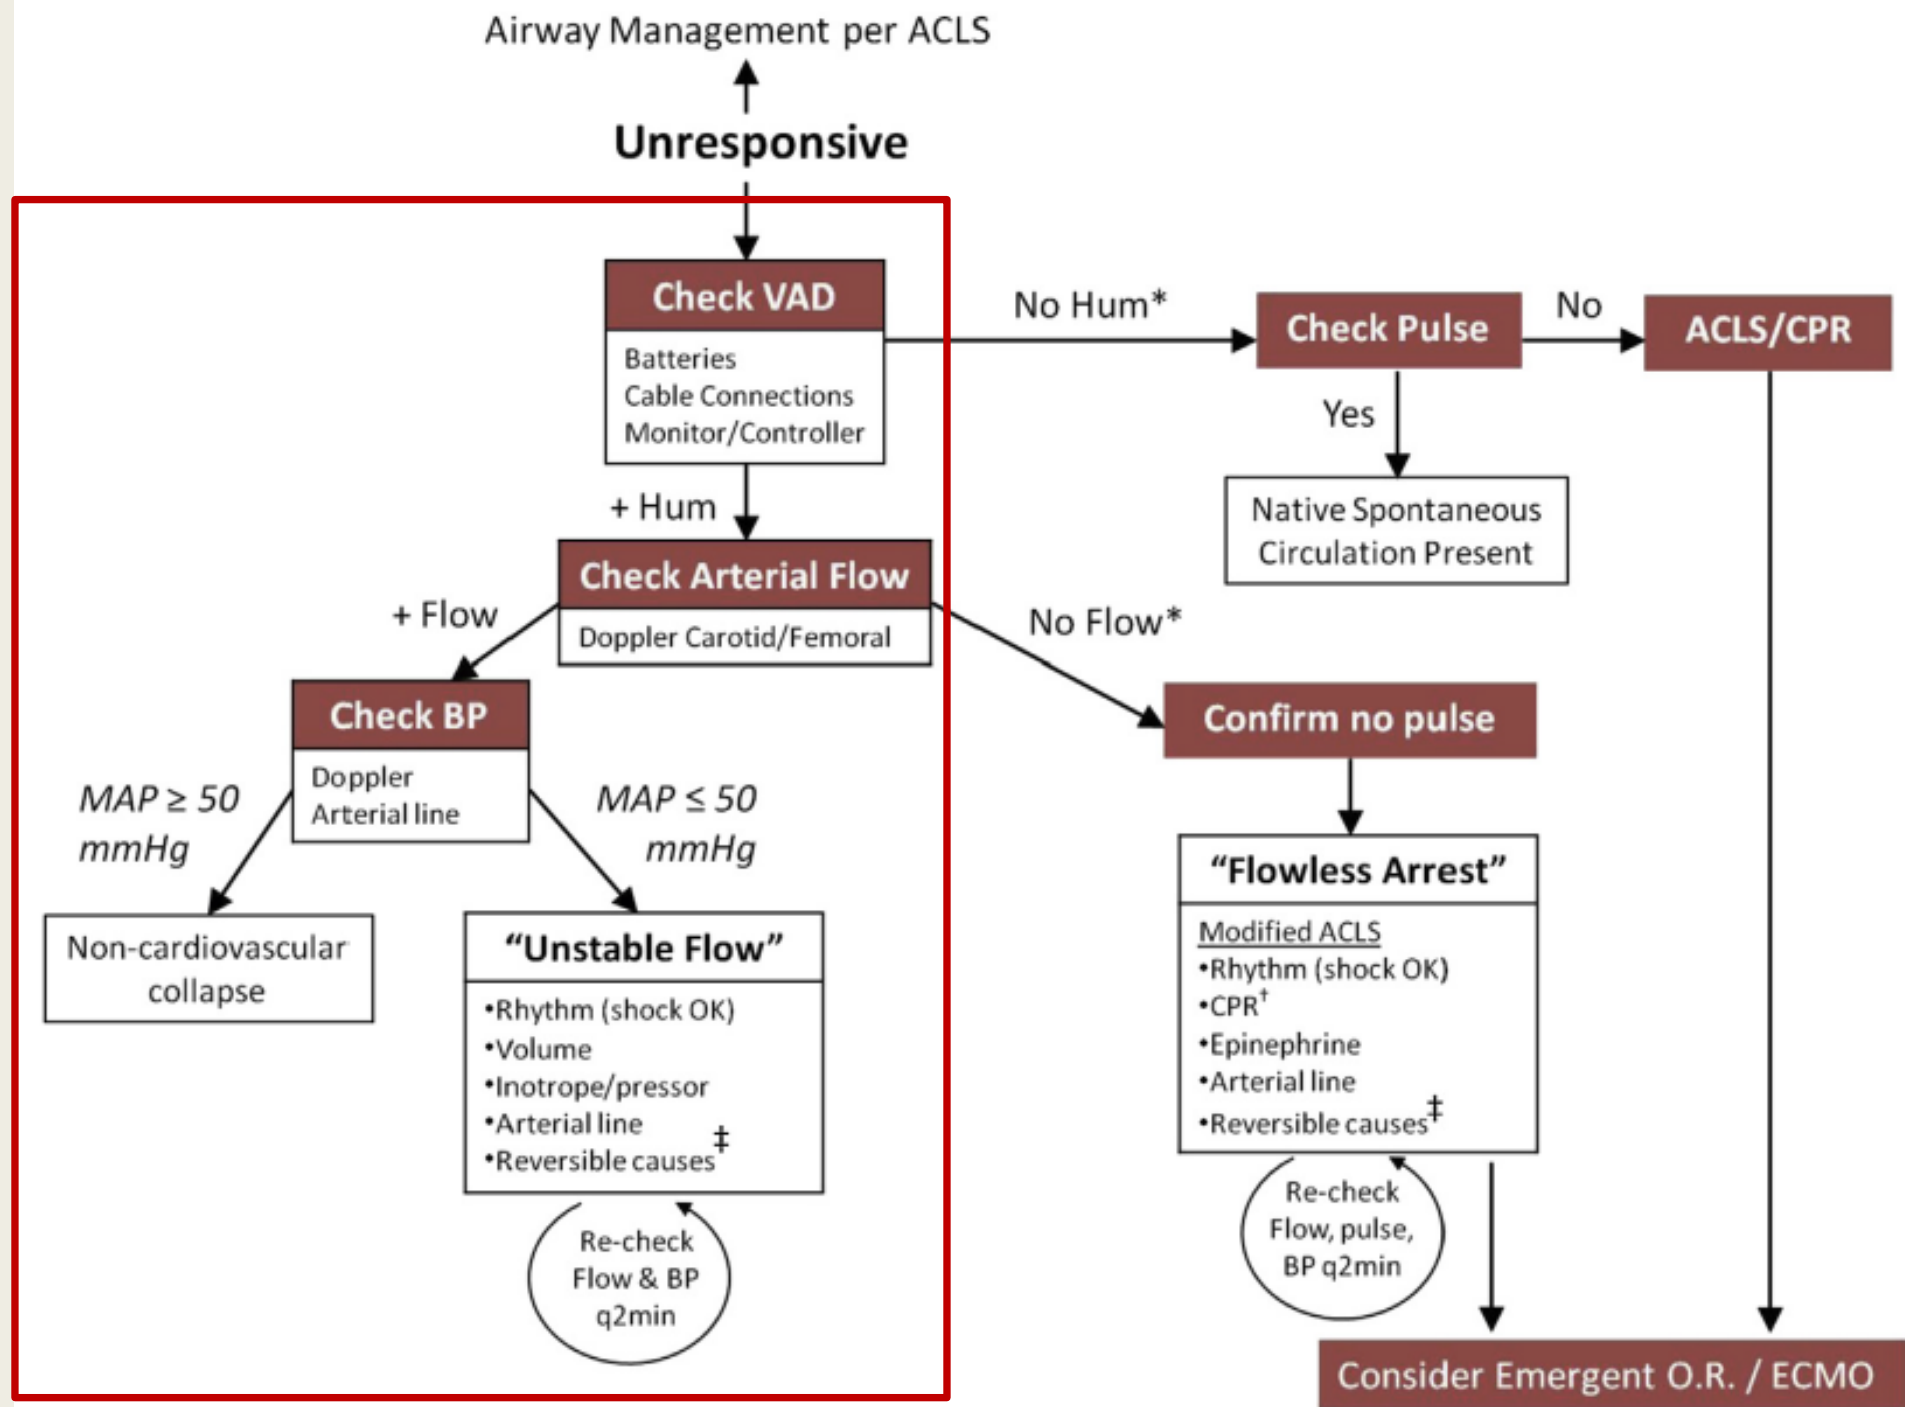 Airway Management per ACLS
Unresponsive
Check VAD
Batteries
Cable Connections
Monitor/Controller
No Hum*
Check Pulse
No
ACLS/CPR
Yes
Native Spontaneous
Circulation Present
+ Hum
Check Arterial Flow
Doppler Carotid/Femoral
+ Flow
No Flow*
Check BP
Doppler
Arterial line
MAP ≥ 50
mmHg
MAP ≤ 50
mmHg
Non-cardiovascular
collapse
“Unstable Flow”
•Rhythm (shock OK)
•Volume
•Inotrope/pressor
•Arterial line
•Reversible causes‡
Re-check
Flow & BP
q2min
Confirm no pulse
“Flowless Arrest”
Modified ACLS
•Rhythm (shock OK)
•CPR†
•Epinephrine
•Arterial line
•Reversible causes‡
Re-check
Flow, pulse,
BP q2min
Consider Emergent O.R. / ECMO